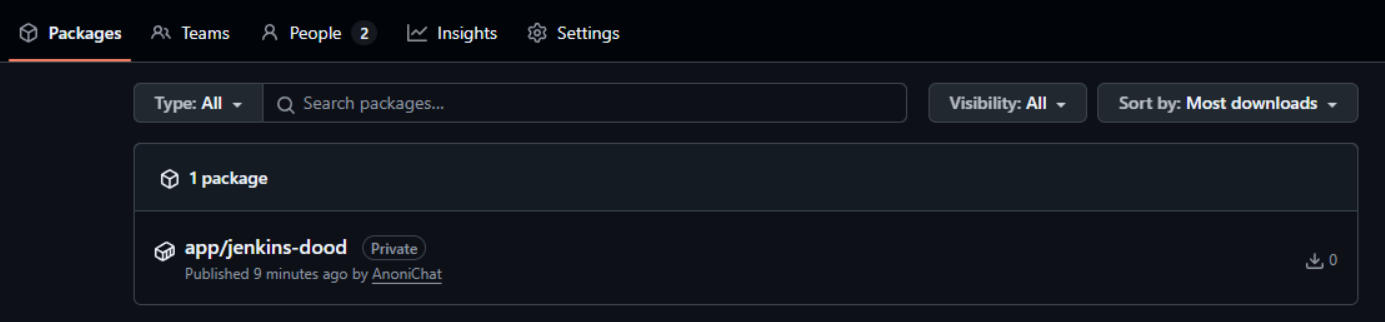 Packages Teams People 2 Insights Settings
Type: All Search packages... Visibility: All Sort by: Most downloads
1 package
app/jenkins-dood Private
Published 9 minutes ago by AnoniChat 0